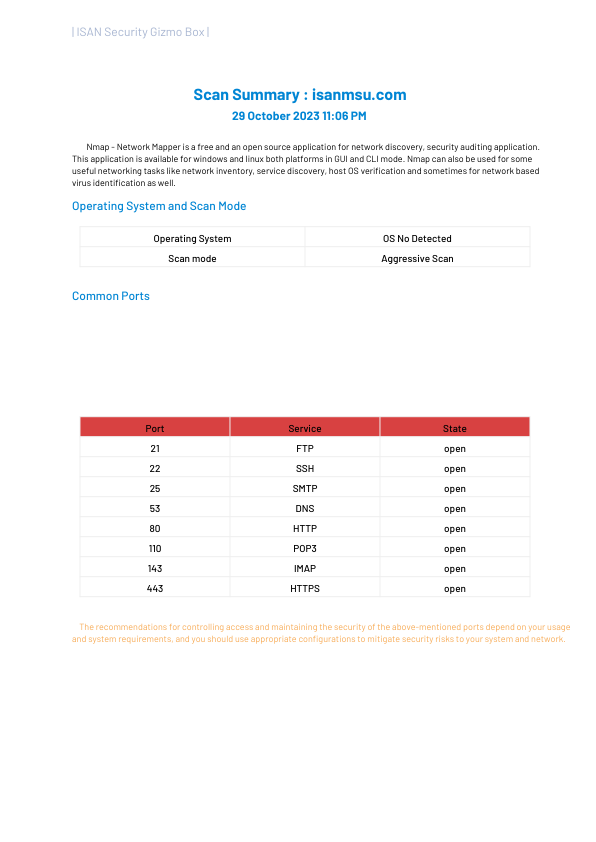 | ISAN Security Gizmo Box |
Scan Summary : isanmsu.com
29 October 2023 11:06 PM
Nmap - Network Mapper is a free and an open source application for network discovery, security auditing application.
This application is available for windows and linux both platforms in GUI and CLI mode. Nmap can also be used for some
useful networking tasks like network inventory, service discovery, host OS verification and sometimes for network based
virus identification as well.
Operating System and Scan Mode
Operating System OS No Detected
Scan mode Aggressive Scan
Common Ports
Port Service State
21 FTP open
22 SSH open
25 SMTP open
53 DNS open
80 HTTP open
110 POP3 open
143 IMAP open
443 HTTPS open
The recommendations for controlling access and maintaining the security of the above-mentioned ports depend on your usage
and system requirements, and you should use appropriate configurations to mitigate security risks to your system and network.